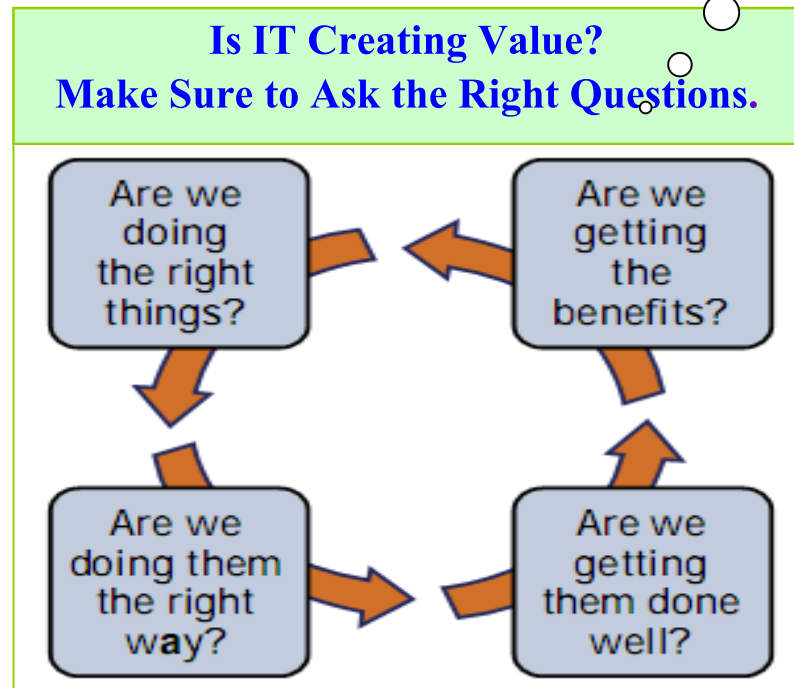 Is IT Creating Value?
Make Sure to Ask the Right Questions.
Are we
doing
the right
things?
Are we
getting
the
benefits?
Are we
doing them
the right
way?
Are we
getting
them done
well?